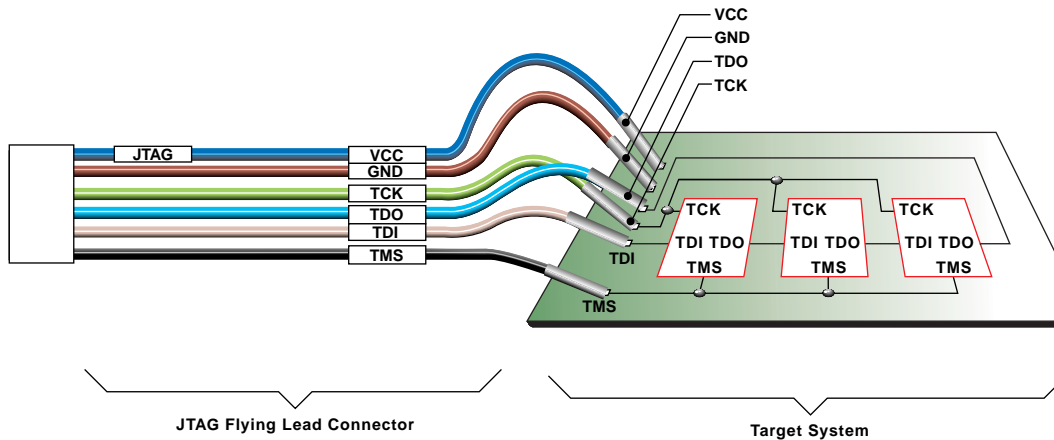 VCC
GND
TDO
TCK
JTAG
VCC
GND
TCK
TDO
TDI
TMS
TCK
TCK
TCK
TDI TDO
TDI TDO
TDI TDO
TMS
TMS
TMS
TDI
TMS
JTAG Flying Lead Connector
Target System